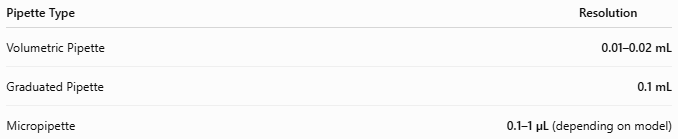 Pipette Type Resolution
Volumetric Pipette 0.01–0.02 mL
Graduated Pipette 0.1 mL
Micropipette 0.1–1 µL (depending on model)